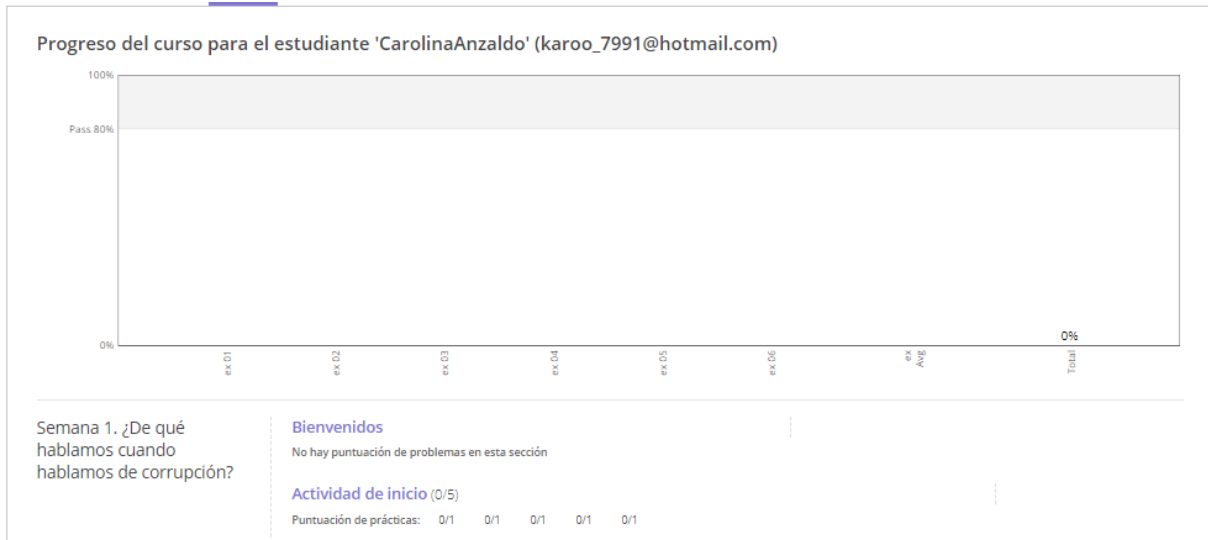 Progreso del curso para el estudiante 'CarolinaAnzaldo' (karoo_7991@hotmail.com)
100%
Pass 80%
0%
0%
ex 01
ex 02
ex 03
ex 04
ex 05
ex 06
ex
Avg
Total
Semana 1. ¿De qué
hablamos cuando
hablamos de corrupción?
Bienvenidos
No hay puntuación de problemas en esta sección
Actividad de inicio (0/5)
Puntuación de prácticas: 0/1 0/1 0/1 0/1 0/1